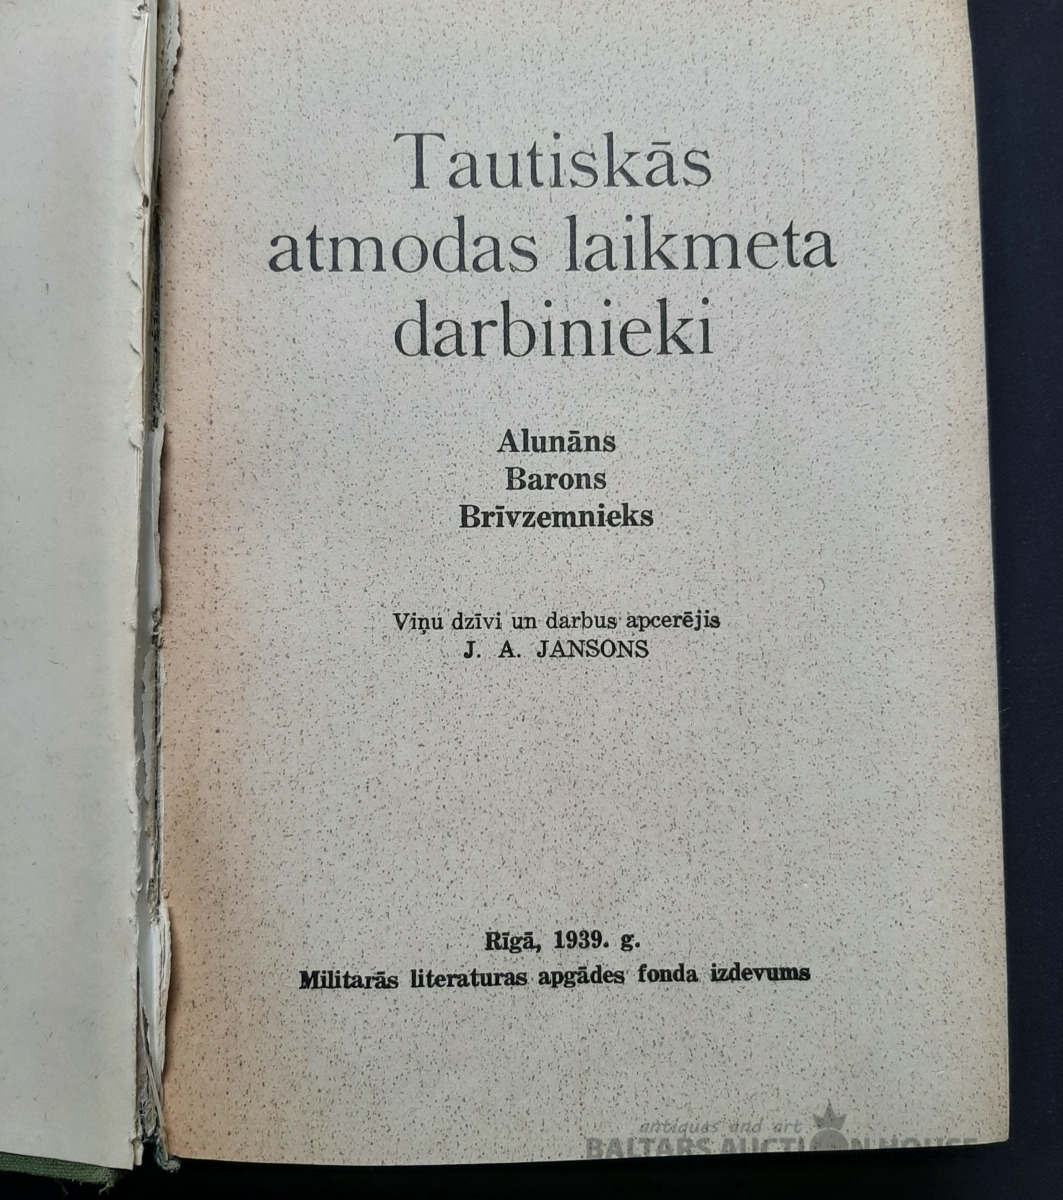 Tautiskās
atmodas laikmeta
darbinieki
Alunāns
Barons
Brīvzemnieks
Viņu dzīvi un darbus apcerējis
J. A. JANSONS
Rīgā, 1939. g.
Militarās literaturas apgādes fonda izdevums
antiques and art
BALTARS AUCTION HOUSE